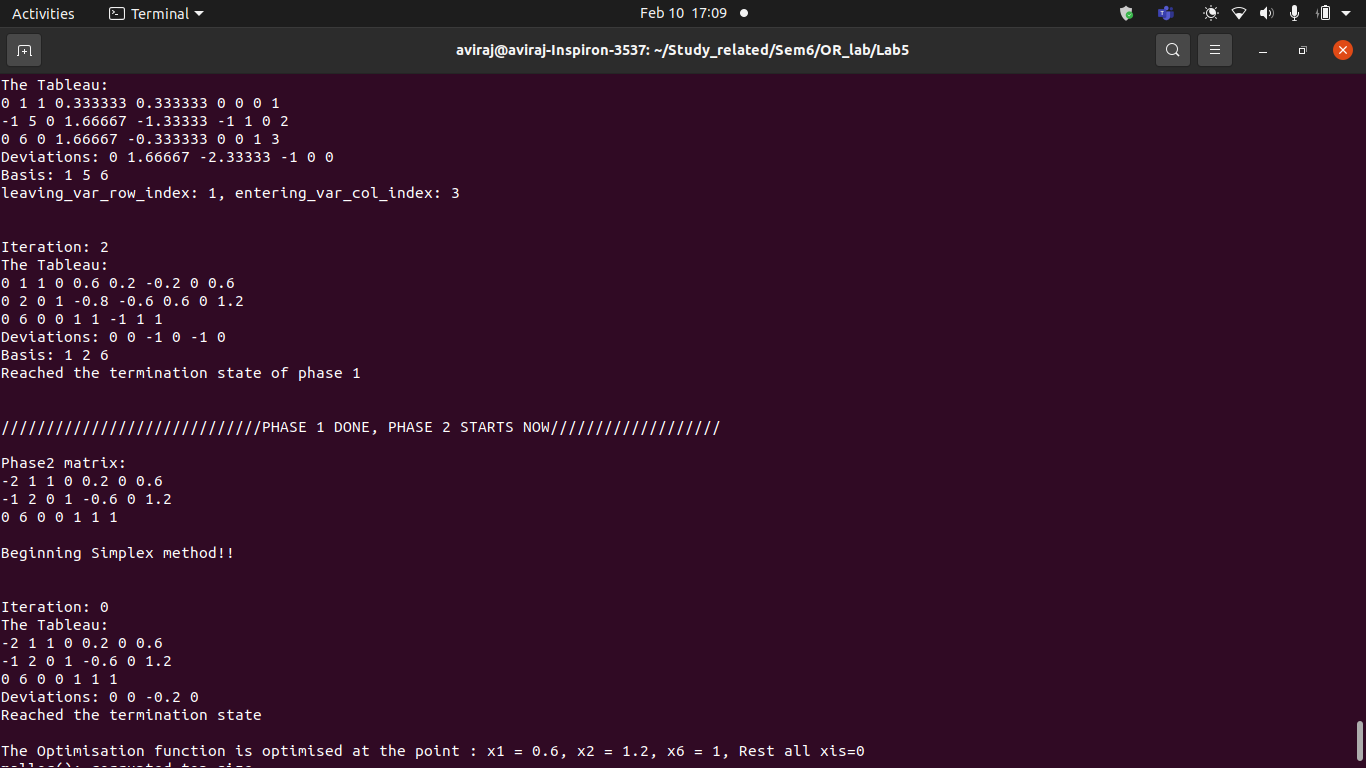 Activities Terminal Feb 10 17:09
aviraj@aviraj-Inspiron-3537: ~/Study_related/Sem6/OR_lab/Lab5
The Tableau:
0 1 1 0.333333 0.333333 0 0 0 1
-1 5 0 1.66667 -1.33333 -1 1 0 2
0 6 0 1.66667 -0.333333 0 0 1 3
Deviations: 0 1.66667 -2.33333 -1 0 0
Basis: 1 5 6
leaving_var_row_index: 1, entering_var_col_index: 3
Iteration: 2
The Tableau:
0 1 1 0 0.6 0.2 -0.2 0 0.6
0 2 0 1 -0.8 -0.6 0.6 0 1.2
0 6 0 0 1 1 -1 1 1
Deviations: 0 0 -1 0 -1 0
Basis: 1 2 6
Reached the termination state of phase 1
/////////////////////////////PHASE 1 DONE, PHASE 2 STARTS NOW///////////////////
Phase2 matrix:
-2 1 1 0 0.2 0 0.6
-1 2 0 1 -0.6 0 1.2
0 6 0 0 1 1 1
Beginning Simplex method!!
Iteration: 0
The Tableau:
-2 1 1 0 0.2 0 0.6
-1 2 0 1 -0.6 0 1.2
0 6 0 0 1 1 1
Deviations: 0 0 -0.2 0
Reached the termination state
The Optimisation function is optimised at the point : x1 = 0.6, x2 = 1.2, x6 = 1, Rest all xis=0
malloc(): corrupted top size